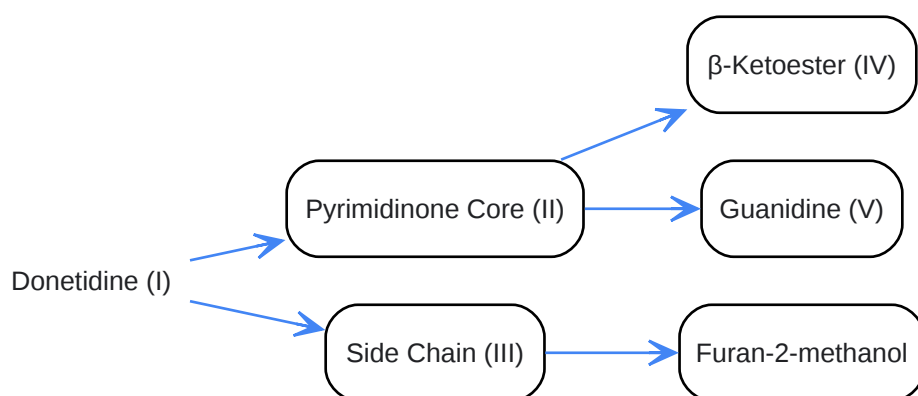 β-Ketoester (IV)
Pyrimidinone Core (II)
Guanidine (V)
Donetidine (I)
Side Chain (III)
Furan-2-methanol